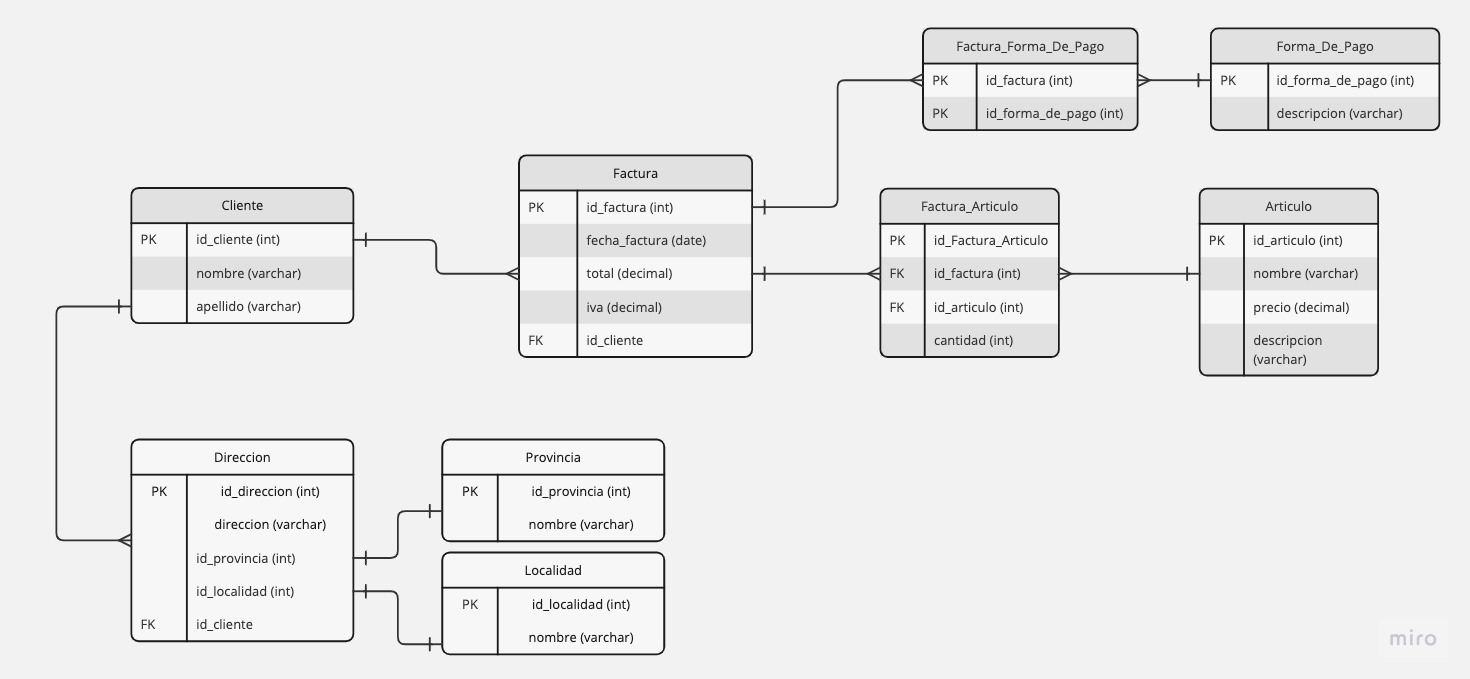 Factura_Forma_De_Pago
PK id_factura (int)
PK id_forma_de_pago (int)
Forma_De_Pago
PK id_forma_de_pago (int)
descripcion (varchar)
Factura
PK id_factura (int)
fecha_factura (date)
total (decimal)
iva (decimal)
FK id_cliente
Cliente
PK id_cliente (int)
nombre (varchar)
apellido (varchar)
Factura_Articulo
PK id_Factura_Articulo
FK id_factura (int)
FK id_articulo (int)
cantidad (int)
Articulo
PK id_articulo (int)
nombre (varchar)
precio (decimal)
descripcion
(varchar)
Direccion
PK id_direccion (int)
direccion (varchar)
id_provincia (int)
id_localidad (int)
FK id_cliente
Provincia
PK id_provincia (int)
nombre (varchar)
Localidad
PK id_localidad (int)
nombre (varchar)
miro